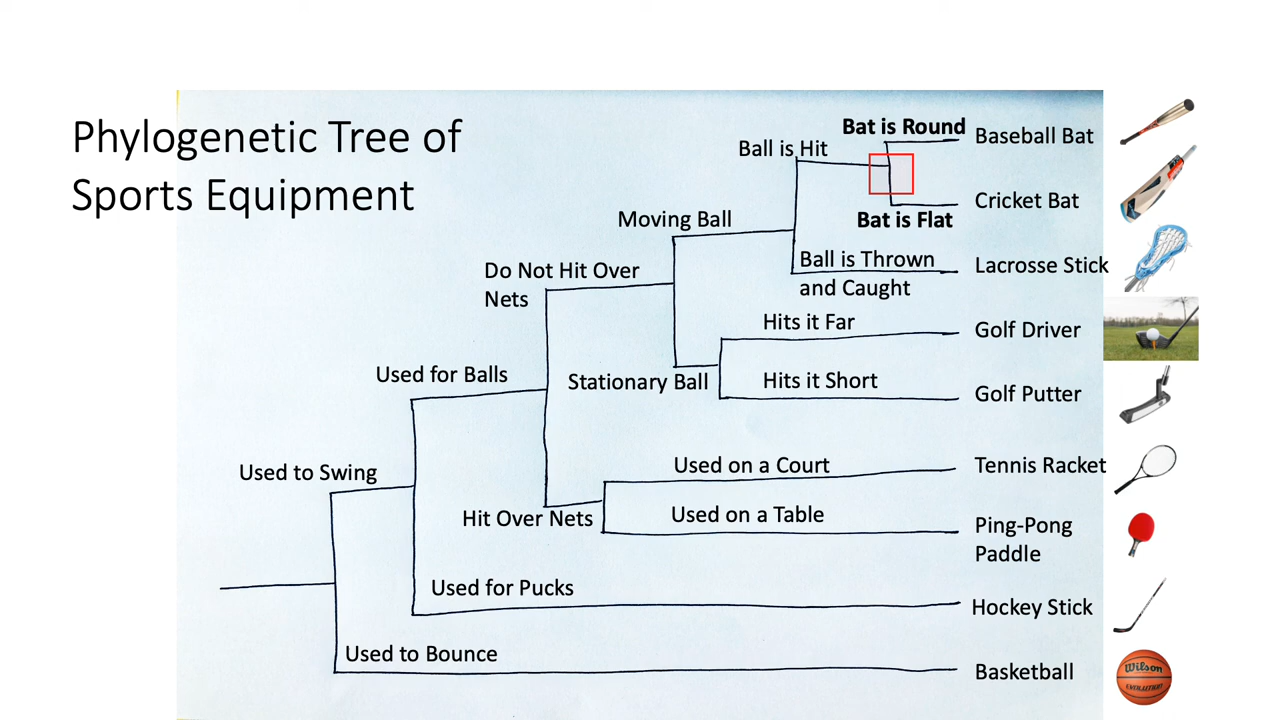 Phylogenetic Tree of
Sports Equipment
Bat is Round
Baseball Bat
Ball is Hit
Cricket Bat
Bat is Flat
Moving Ball
Ball is Thrown
and Caught
Lacrosse Stick
Do Not Hit Over
Nets
Hits it Far
Golf Driver
Used for Balls
Stationary Ball
Hits it Short
Golf Putter
Used to Swing
Used on a Court
Tennis Racket
Hit Over Nets
Used on a Table
Ping-Pong
Paddle
Used for Pucks
Hockey Stick
Used to Bounce
Basketball
Wilson
EVOLUTION